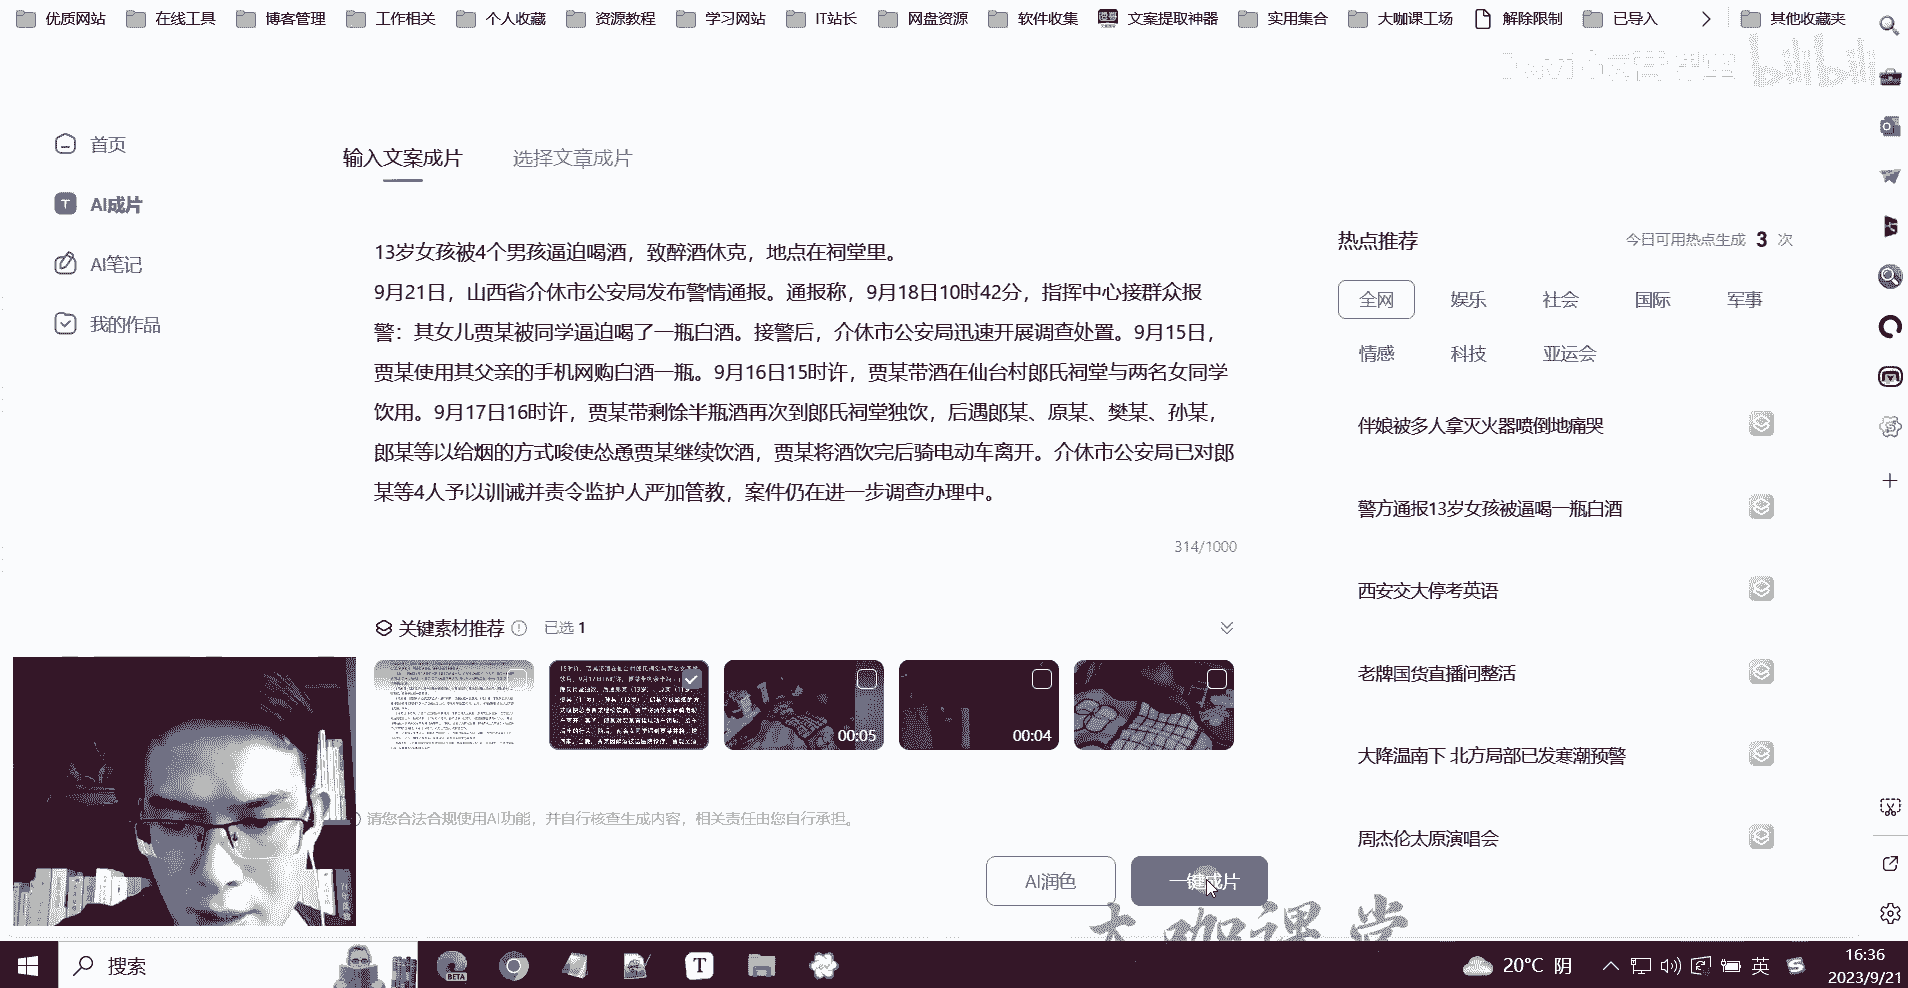 优质网站 在线工具 博客管理 工作相关 个人收藏 资源教程 学习网站 IT站长 网盘资源 软件收集 文案提取神器 实用集合 大咖课工场 解除限制 已导入 其他收藏夹
bilibili
首页
AI成片
AI笔记
我的作品
输入文案成片 选择文章成片
13岁女孩被4个男孩逼迫喝酒，致醉酒休克，地点在祠堂里。
9月21日，山西省介休市公安局发布警情通报。通报称，9月18日10时42分，指挥中心接群众报
警：其女儿贾某被同学逼迫喝了一瓶白酒。接警后，介休市公安局迅速开展调查处置。9月15日，
贾某使用其父亲的手机网购白酒一瓶。9月16日15时许，贾某带酒在仙台村郎氏祠堂与两名女同学
饮用。9月17日16时许，贾某带剩馀半瓶酒再次到郎氏祠堂独饮，后遇郎某、原某、樊某、孙某，
郎某等以给烟的方式唆使怂恿贾某继续饮酒，贾某将酒饮完后骑电动车离开。介休市公安局已对郎
某等4人予以训诫并责令监护人严加管教，案件仍在进一步调查办理中。
314/1000
关键素材推荐 已选 1
00:05
00:04
请您合法合规使用AI功能，并自行核查生成内容，相关责任由您自行承担。
AI润色 一键成片
热点推荐 今日可用热点生成 3 次
全网 娱乐 社会 国际 军事
情感 科技 亚运会
伴娘被多人拿灭火器喷倒地痛哭
警方通报13岁女孩被逼喝一瓶白酒
西安交大停考英语
老牌国货直播间整活
大降温南下 北方局部已发寒潮预警
周杰伦太原演唱会
大咖课堂
搜索
BETA
T
20°C 阴
英
16:36
2023/9/21